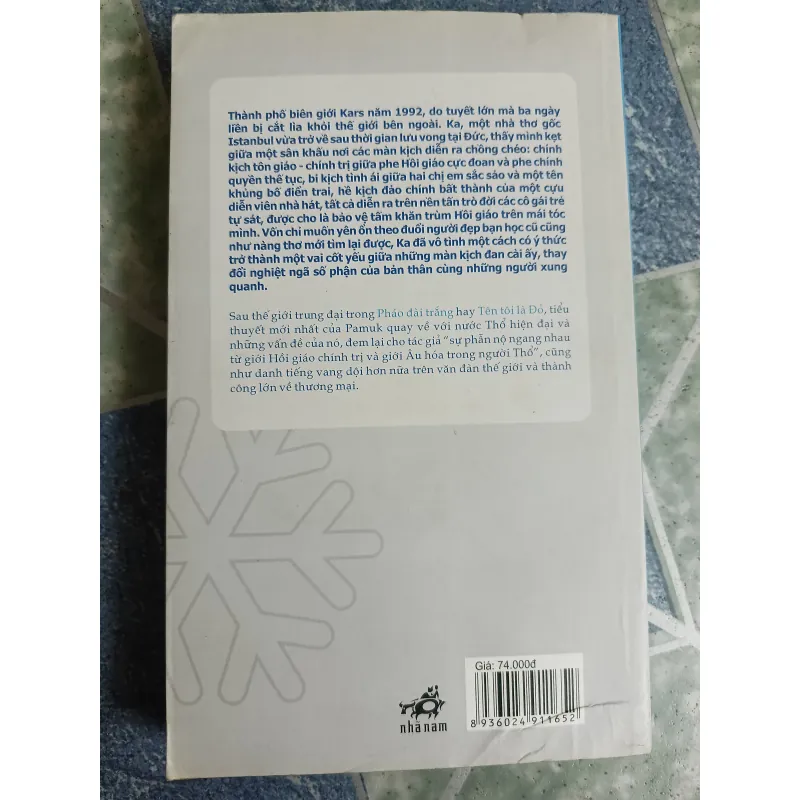 Thành phố biên giới Kars năm 1992, do tuyết lớn mà ba ngày
liền bị cắt lìa khỏi thế giới bên ngoài. Ka, một nhà thơ gốc
Istanbul vừa trở về sau thời gian lưu vong tại Đức, thấy mình kẹt
giữa một sân khấu nơi các màn kịch diễn ra chồng chéo: chính
kịch tôn giáo - chính trị giữa phe Hồi giáo cực đoan và phe chính
quyền thế tục, bi kịch tình ái giữa hai chị em sắc sảo và một tên
khủng bố điển trai, hề kịch đảo chính bất thành của một cựu
diễn viên nhà hát, tất cả diễn ra trên nền tấn trò đời các cô gái trẻ
tự sát, được cho là bảo vệ tấm khăn trùm Hồi giáo trên mái tóc
mình. Vốn chỉ muốn yên ổn theo đuổi người đẹp bạn học cũ cũng
như nàng thơ mới tìm lại được, Ka đã vô tình một cách có ý thức
trở thành một vai cốt yếu giữa những màn kịch đan cài ấy, thay
đổi nghiệt ngã số phận của bản thân cùng những người xung
quanh.
Sau thế giới trung đại trong Pháo đài trắng hay Tên tôi là Đỏ, tiểu
thuyết mới nhất của Pamuk quay về với nước Thổ hiện đại và
những vấn đề của nó, đem lại cho tác giả "sự phẫn nộ ngang nhau
từ giới Hồi giáo chính trị và giới Âu hóa trong người Thổ", cũng
như danh tiếng vang dội hơn nữa trên văn đàn thế giới và thành
công lớn về thương mại.
Giá: 74.000đ
8 936024 911652
nhã nam